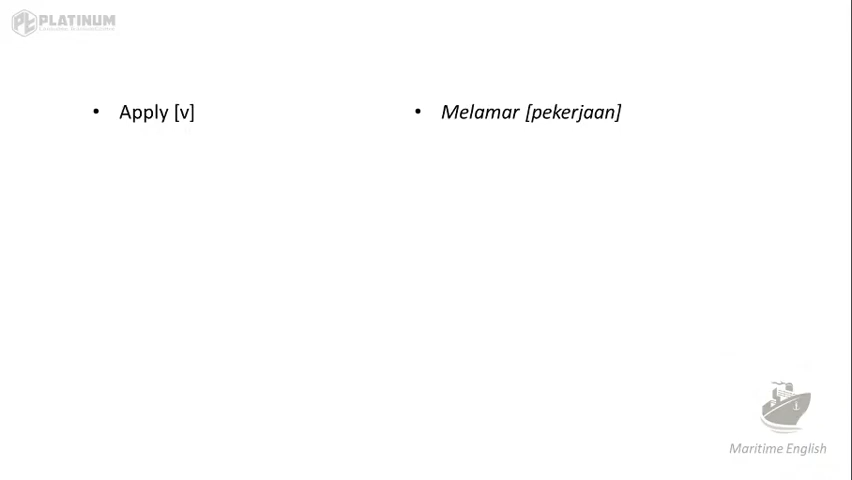 PLATINUM
• Apply [v]
• Melamar [pekerjaan]
Maritime English